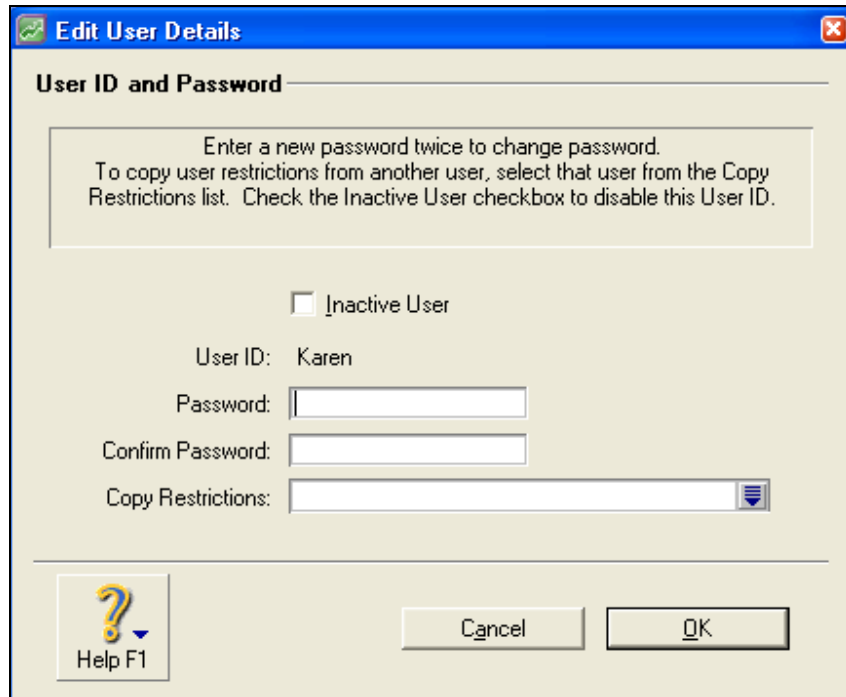 Edit User Details
User ID and Password
Enter a new password twice to change password.
To copy user restrictions from another user, select that user from the Copy
Restrictions list. Check the Inactive User checkbox to disable this User ID.
Inactive User
User ID: Karen
Password:
Confirm Password:
Copy Restrictions:
Help F1
Cancel
OK